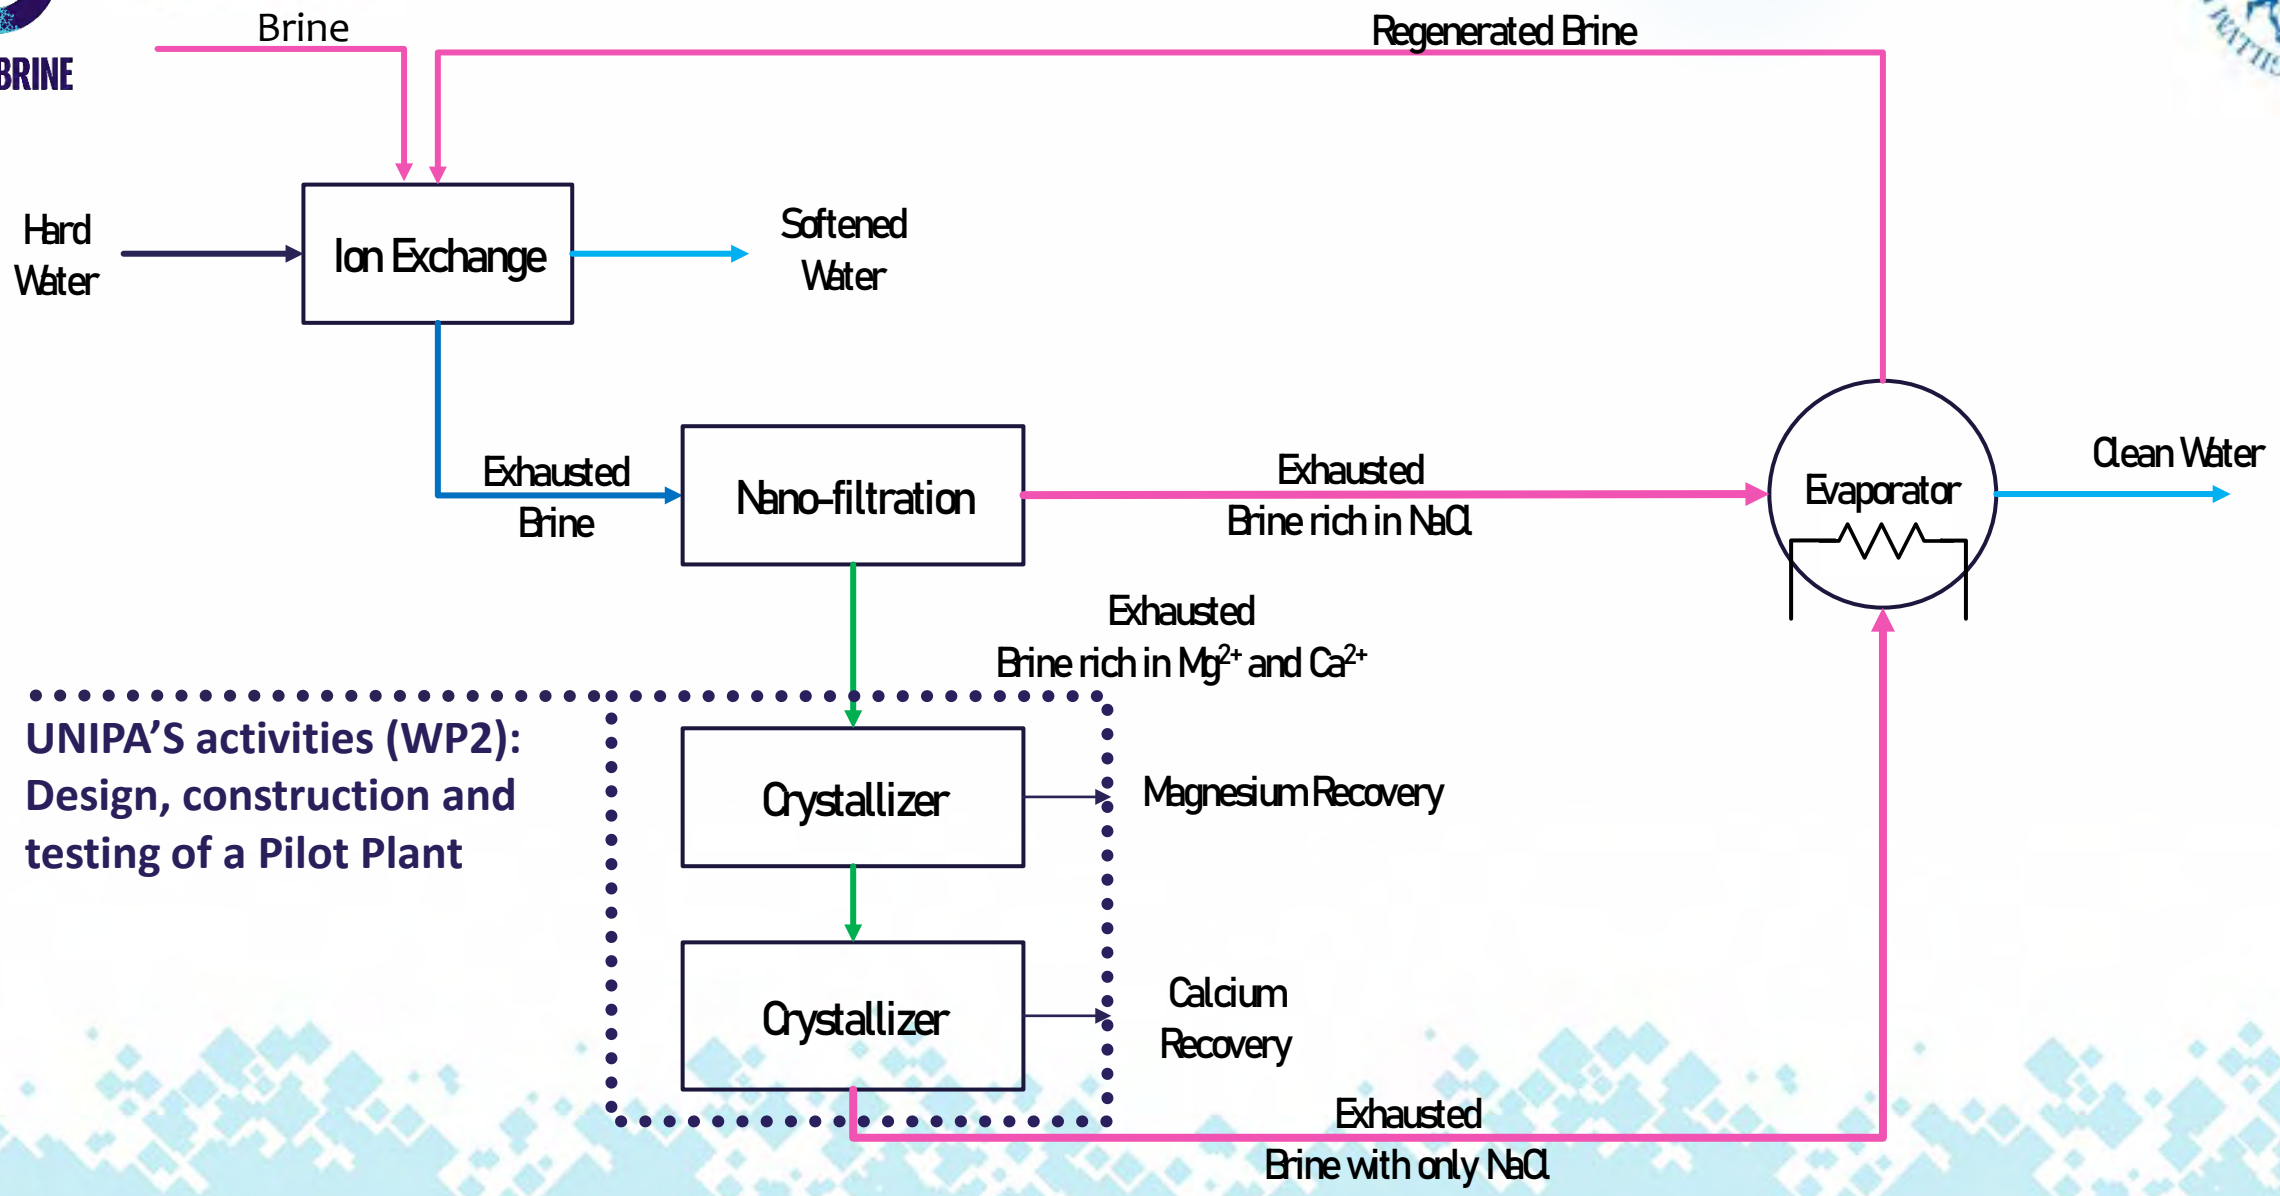 Brine
Regenerated Brine
BRINE
Hard
Water
Ion Exchange
Softened
Water
Exhausted
Brine
Nano-filtration
Exhausted
Brine rich in NaCl
Evaporator
Clean Water
Exhausted
Brine rich in Mg²⁺ and Ca²⁺
UNIPA'S activities (WP2):
Design, construction and
testing of a Pilot Plant
Crystallizer
Magnesium Recovery
Crystallizer
Calcium
Recovery
Exhausted
Brine with only NaCl